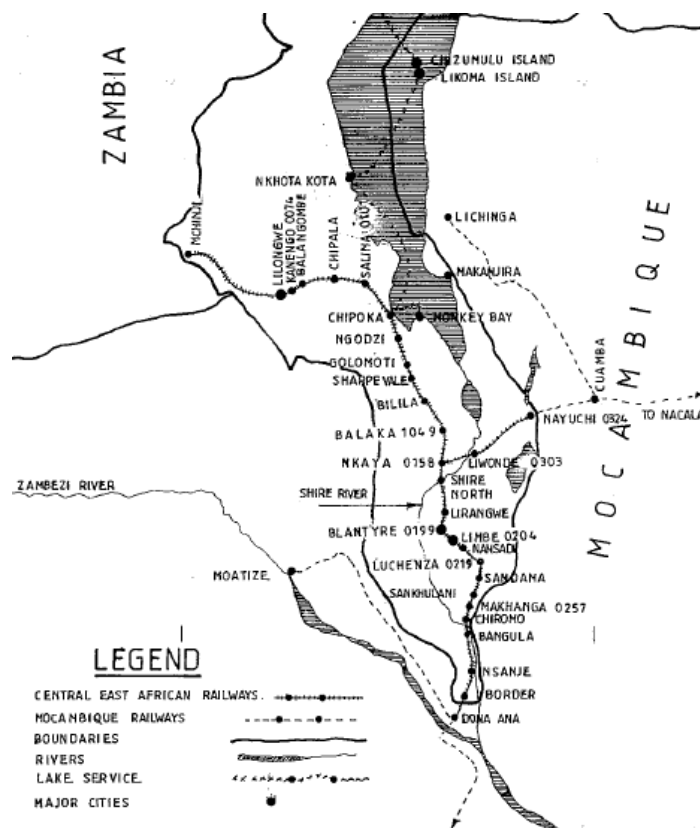 ZAMBIA
CHIZUMULU ISLAND
LIKOMA ISLAND
NKHOTA KOTA
LICHINGA
MCHINJI
LILONGWE
KANENGO 0074
BALANGOMBE
CHIPALA
SALIMA 0107
MAKANJIRA
MOCAMBIQUE
CHIPOKA
MONKEY BAY
NGODZI
GOLOMOTI
SHARPEVALE
BILILA
CUAMBA
NAYUCHI 0324
TO NACALA
BALAKA 1049
NKAYA 0158
LIWONDE 0303
ZAMBEZI RIVER
SHIRE
NORTH
SHIRE RIVER
LIRANGWE
BLANTYRE 0199
LIMBE 0204
NANSADI
LUCHENZA 0219
MOATIZE
SANDAMA
SANKHULANI
MAKHANGA 0257
CHIROMO
BANGULA
NSANJE
BORDER
DONA ANA
LEGEND
CENTRAL EAST AFRICAN RAILWAYS.
MOCAMBIQUE RAILWAYS
BOUNDARIES
RIVERS
LAKE SERVICE
MAJOR CITIES